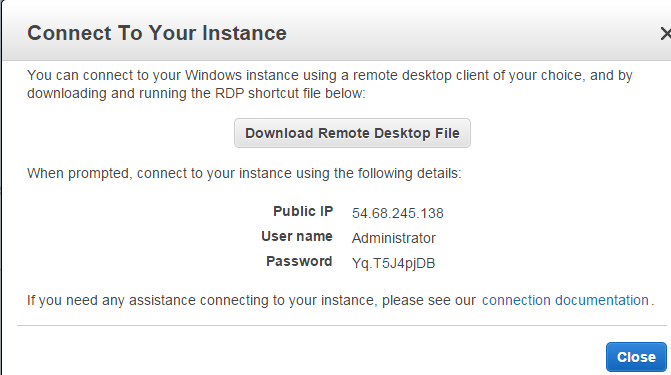 Connect To Your Instance
You can connect to your Windows instance using a remote desktop client of your choice, and by
downloading and running the RDP shortcut file below:
Download Remote Desktop File
When prompted, connect to your instance using the following details:
Public IP 54.68.245.138
User name Administrator
Password Yq.T5J4pjDB
If you need any assistance connecting to your instance, please see our connection documentation.
Close